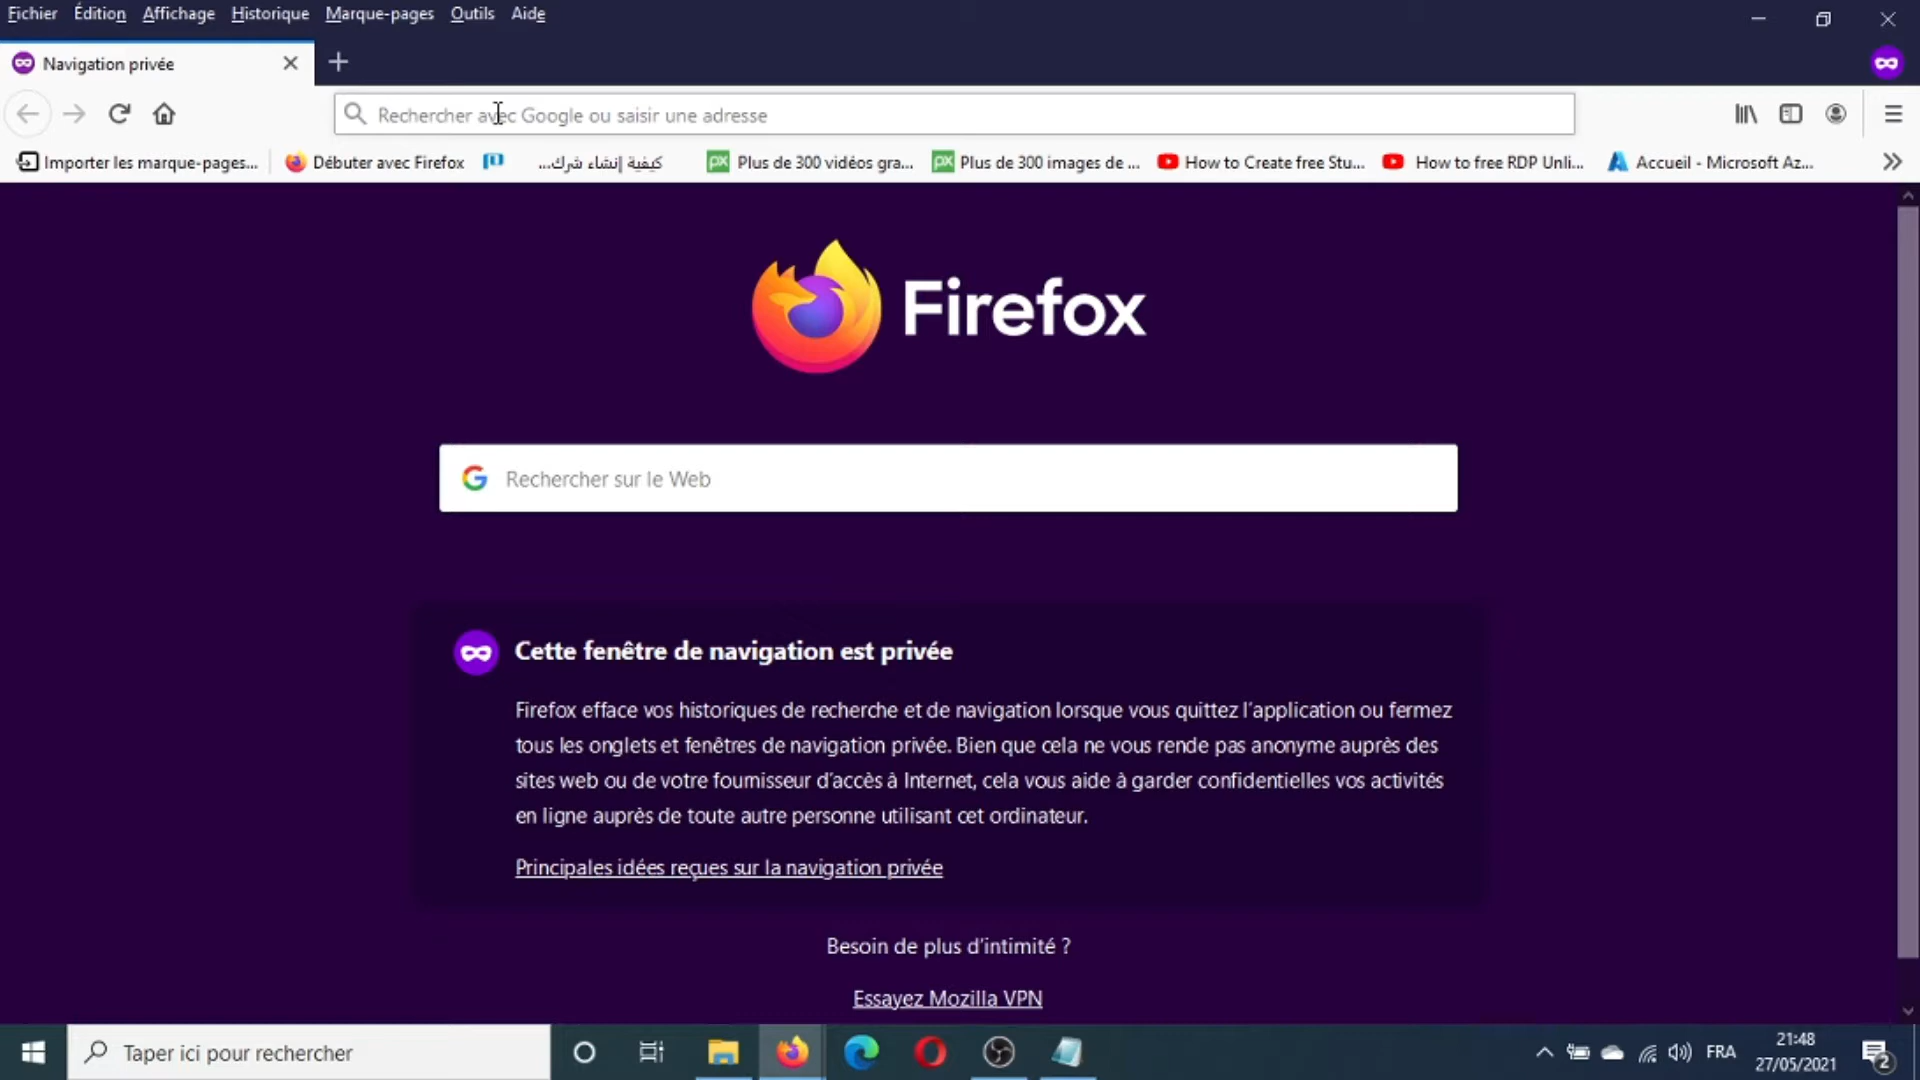 Fichier Édition Affichage Historique Marque-pages Outils Aide
Navigation privée
Rechercher avec Google ou saisir une adresse
Importer les marque-pages... Débuter avec Firefox كيفية إنشاء شرك... Plus de 300 vidéos gra... Plus de 300 images de ... How to Create free Stu... How to free RDP Unli... Accueil - Microsoft Az...
Firefox
Rechercher sur le Web
Cette fenêtre de navigation est privée
Firefox efface vos historiques de recherche et de navigation lorsque vous quittez l’application ou fermez
tous les onglets et fenêtres de navigation privée. Bien que cela ne vous rende pas anonyme auprès des
sites web ou de votre fournisseur d’accès à Internet, cela vous aide à garder confidentielles vos activités
en ligne auprès de toute autre personne utilisant cet ordinateur.
Principales idées reçues sur la navigation privée
Besoin de plus d’intimité ?
Essayez Mozilla VPN
Taper ici pour rechercher
FRA
21:48
27/05/2021
2